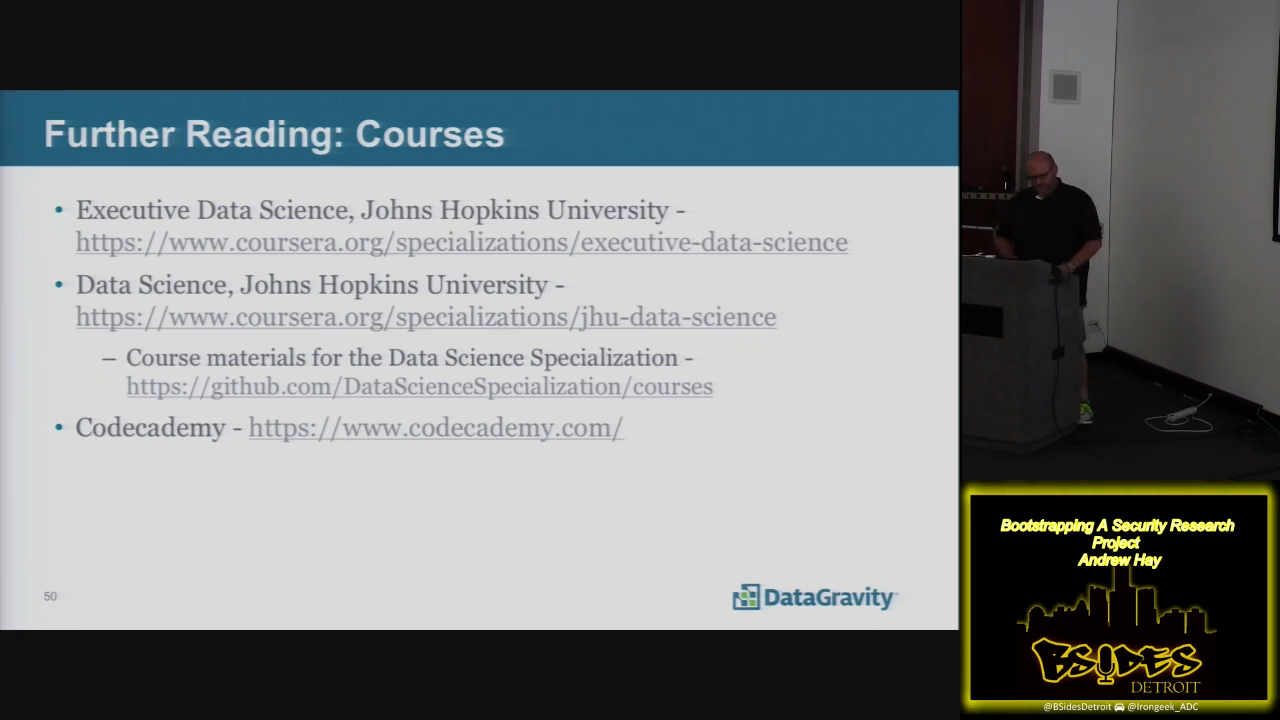 Further Reading: Courses
• Executive Data Science, Johns Hopkins University -
https://www.coursera.org/specializations/executive-data-science
• Data Science, Johns Hopkins University -
https://www.coursera.org/specializations/jhu-data-science
– Course materials for the Data Science Specialization -
https://github.com/DataScienceSpecialization/courses
• Codecademy - https://www.codecademy.com/
50
DataGravity
Bootstrapping A Security Research
Project
Andrew Hay
BSIDES
DETROIT
@BSidesDetroit @Irongeek_ADC